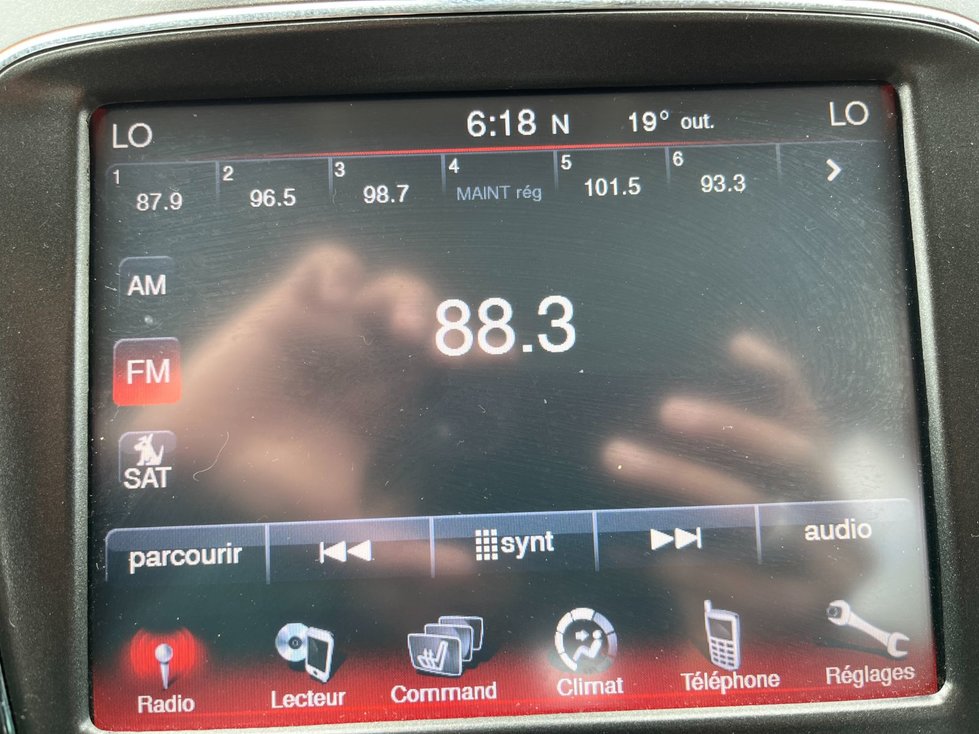 LO 6:18 N 19° out. LO
1 2 3 4 5 6
87.9 96.5 98.7 MAINT rég 101.5 93.3
AM
88.3
FM
SAT
parcourir synt audio
Radio Lecteur Command Climat Téléphone Réglages